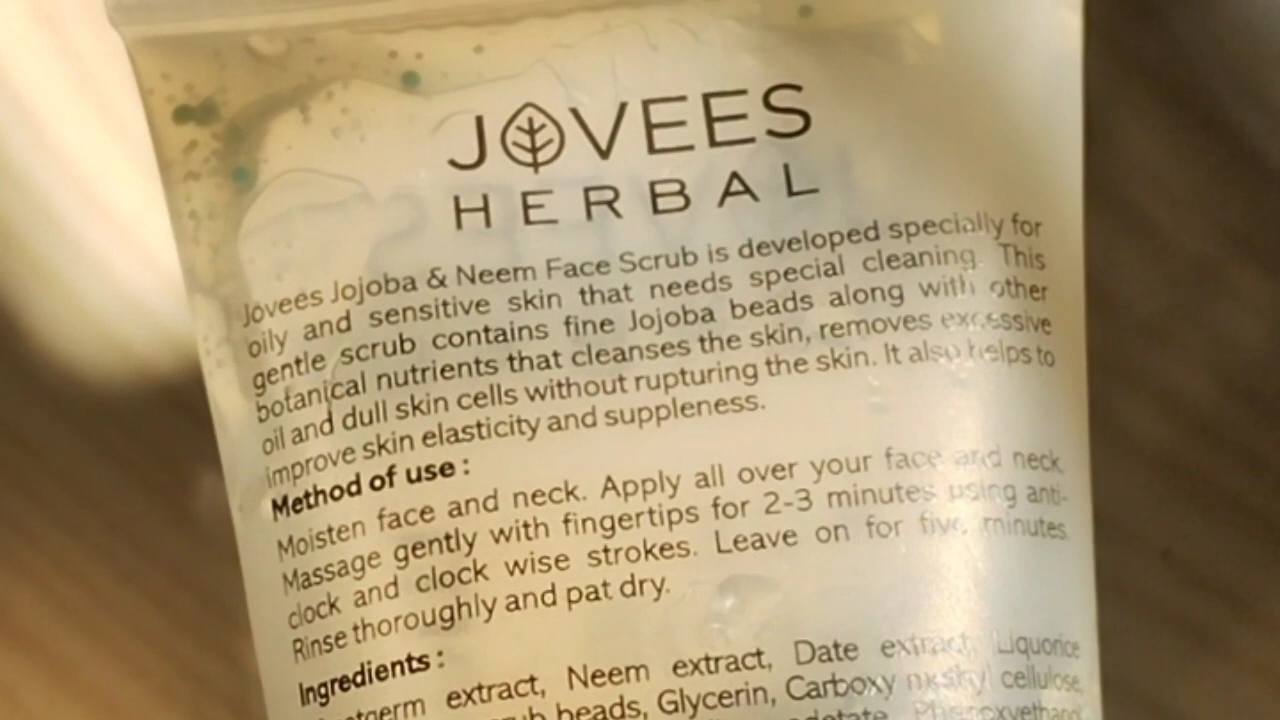 JOVEES
HERBAL
Jovees Jojoba & Neem Face Scrub is developed specially for
oily and sensitive skin that needs special cleaning. This
gentle scrub contains fine Jojoba beads along with other
botanical nutrients that cleanses the skin, removes excessive
oil and dull skin cells without rupturing the skin. It also helps to
improve skin elasticity and suppleness.
Method of use :
Moisten face and neck. Apply all over your face and neck.
Massage gently with fingertips for 2-3 minutes using anti-
clock and clock wise strokes. Leave on for five minutes.
Rinse thoroughly and pat dry.
Ingredients :
extract, Neem extract, Date extract, Liquorice
beads, Glycerin, Carboxy cellulose,